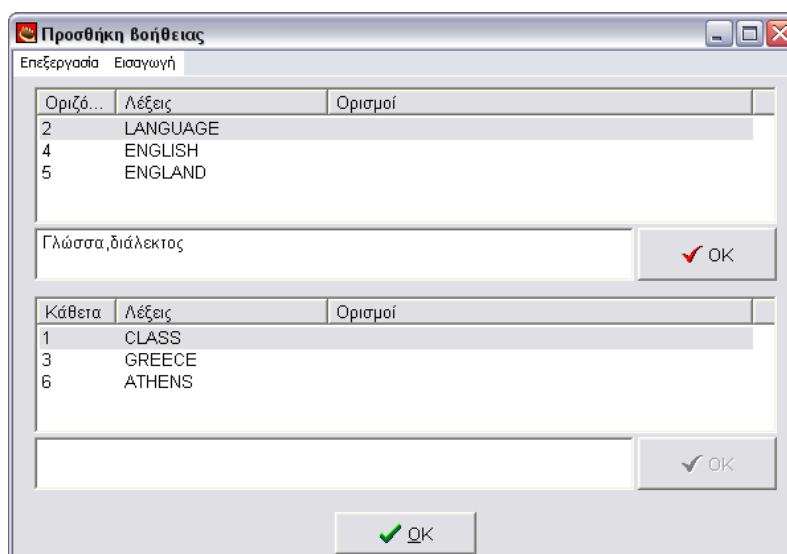 Προσθήκη βοήθειας
Επεξεργασία Εισαγωγή
Οριζό... Λέξεις Ορισμοί
2 LANGUAGE
4 ENGLISH
5 ENGLAND
Γλώσσα,διάλεκτος
OK
Κάθετα Λέξεις Ορισμοί
1 CLASS
3 GREECE
6 ATHENS
OK
OK